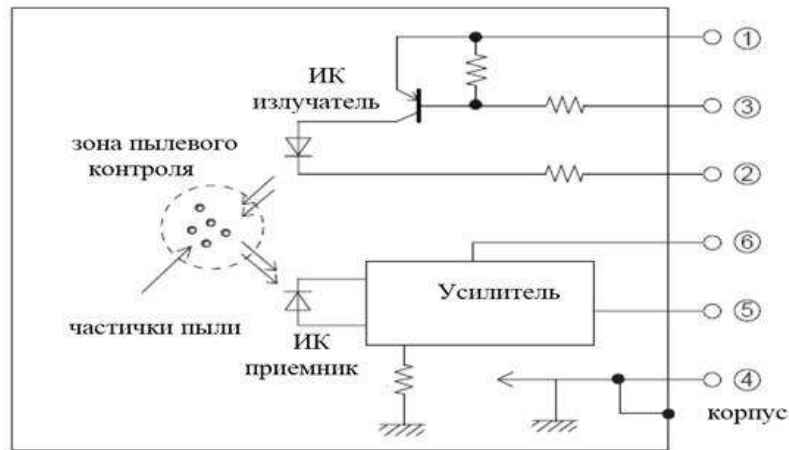 ①
ИК
излучатель
③
зона пылевого
контроля
②
⑥
Усилитель
⑤
частички пыли
ИК
приемник
④
корпус